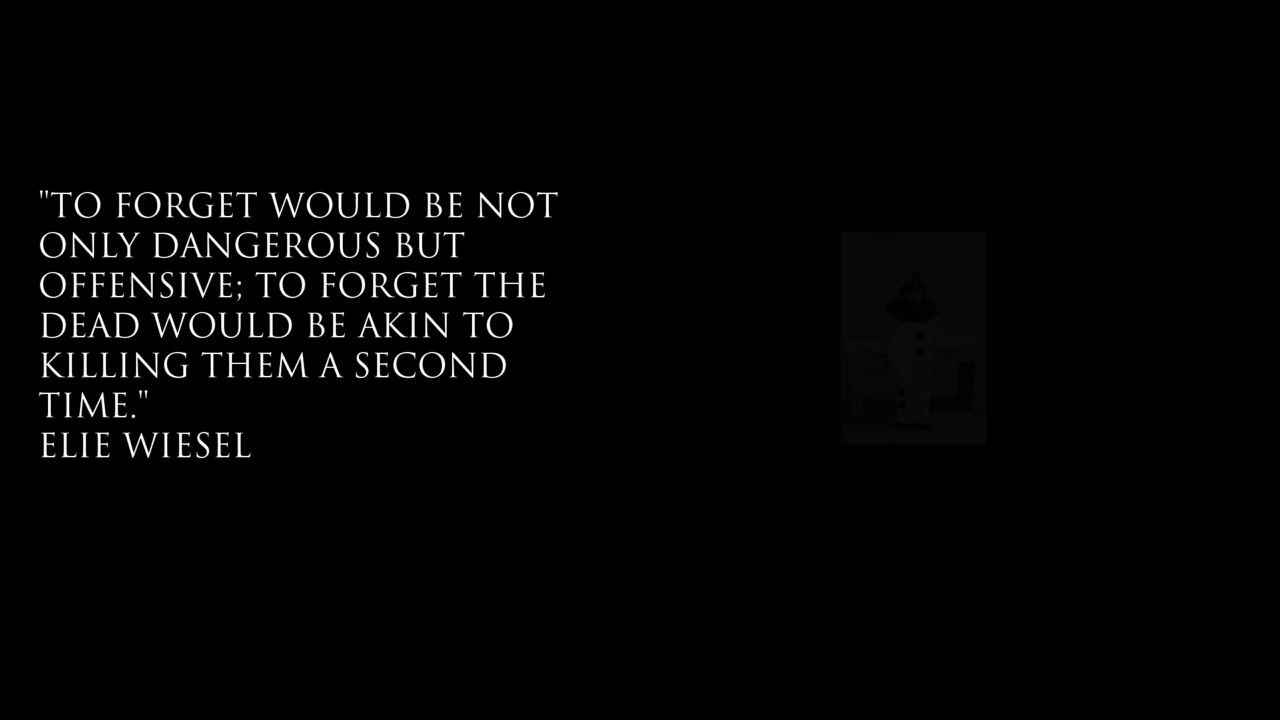 "TO FORGET WOULD BE NOT
ONLY DANGEROUS BUT
OFFENSIVE; TO FORGET THE
DEAD WOULD BE AKIN TO
KILLING THEM A SECOND
TIME."
ELIE WIESEL